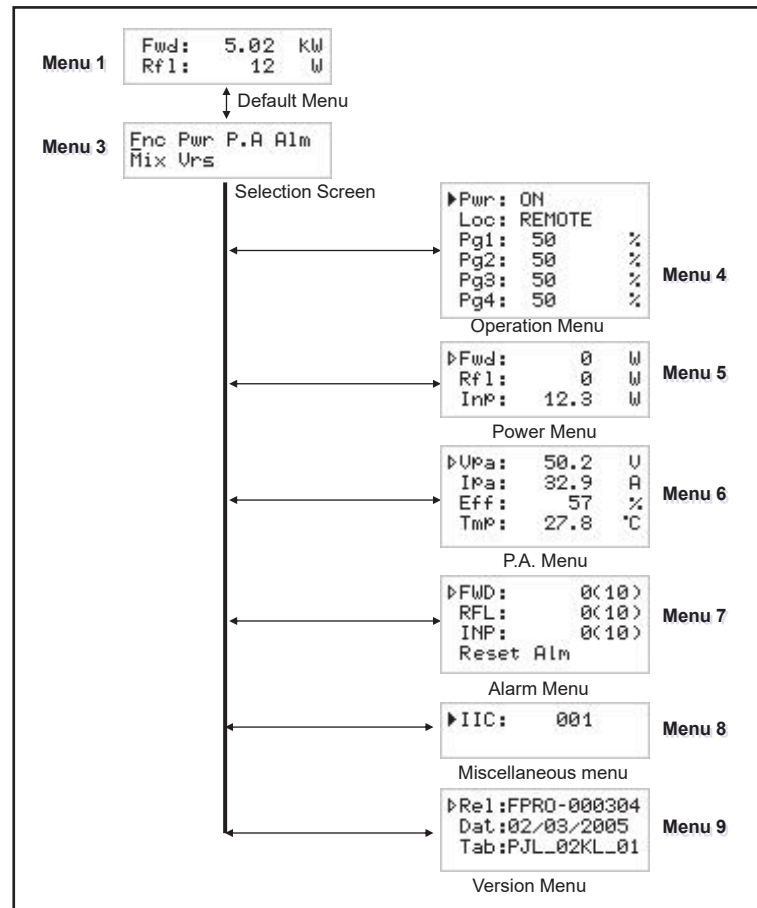 Menu 1
Fwd: 5.02 KW
Rfl: 12 W
Default Menu
Menu 3
Fnc Pwr P.A Alm
Mix Vrs
Selection Screen
Pwr: ON
Loc: REMOTE
Pg1: 50 %
Pg2: 50 %
Pg3: 50 %
Pg4: 50 %
Menu 4
Operation Menu
Fwd: 0 W
Rfl: 0 W
Inp: 12.3 W
Menu 5
Power Menu
Vpa: 50.2 V
Ipa: 32.9 A
Eff: 57 %
Tmp: 27.8 °C
Menu 6
P.A. Menu
FWD: 0(10)
RFL: 0(10)
INP: 0(10)
Reset Alm
Menu 7
Alarm Menu
IIC: 001
Menu 8
Miscellaneous menu
Rel:FPRO-000304
Dat:02/03/2005
Tab:PJL_02KL_01
Menu 9
Version Menu